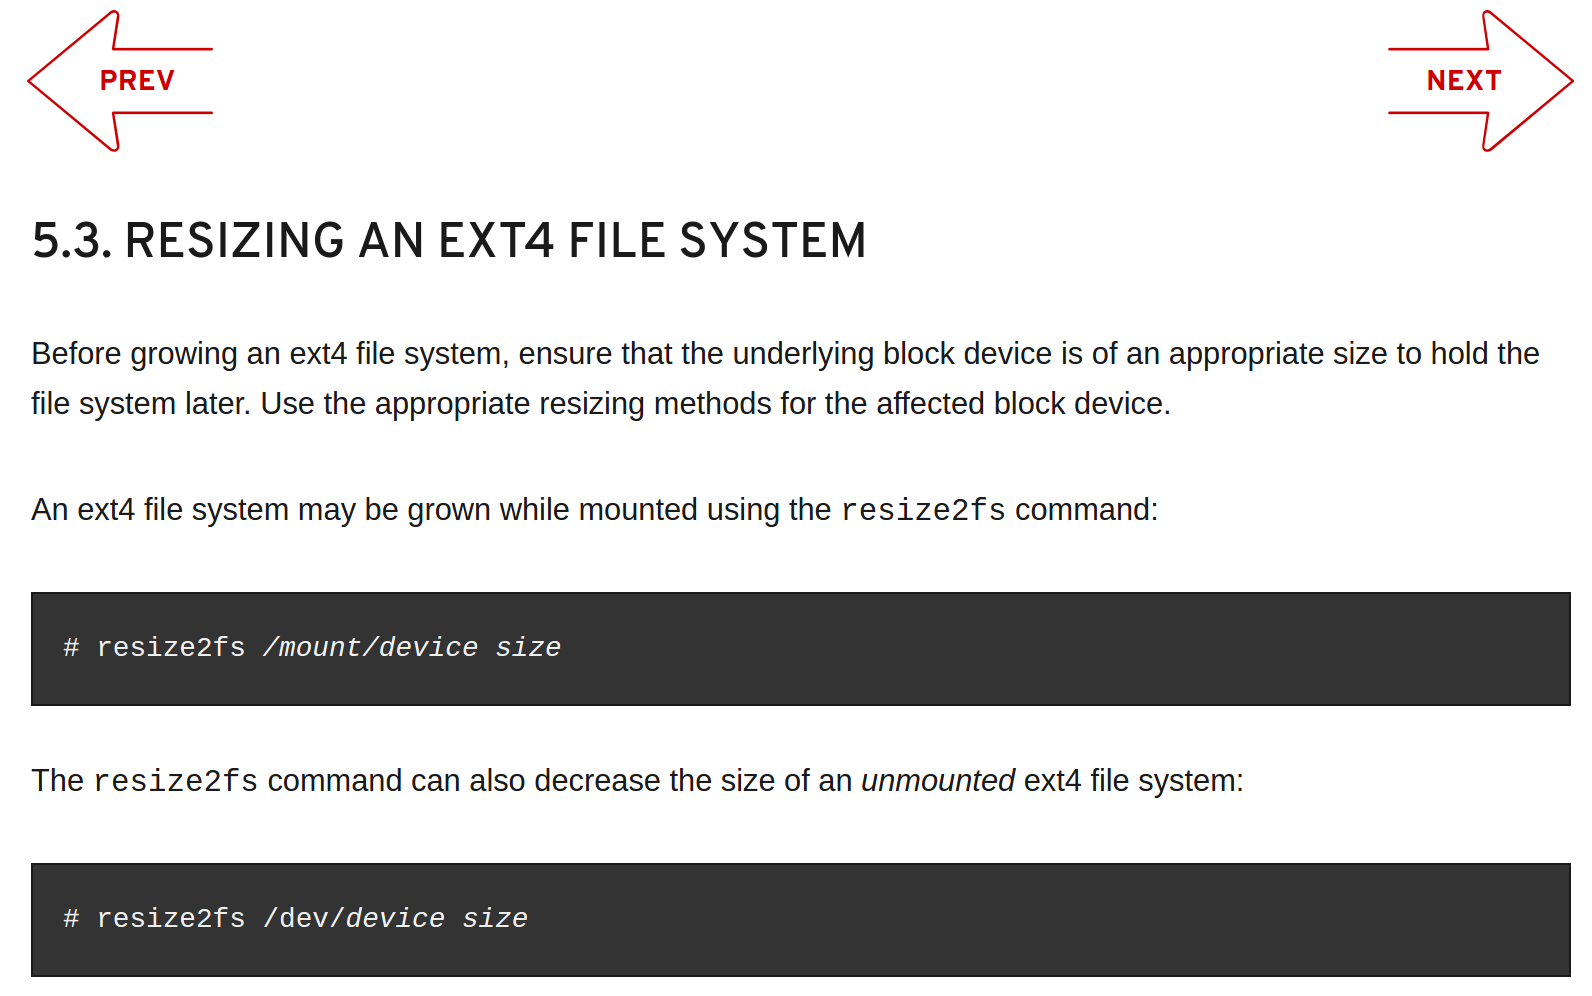 PREV
NEXT
5.3. RESIZING AN EXT4 FILE SYSTEM
Before growing an ext4 file system, ensure that the underlying block device is of an appropriate size to hold the
file system later. Use the appropriate resizing methods for the affected block device.
An ext4 file system may be grown while mounted using the resize2fs command:
# resize2fs /mount/device size
The resize2fs command can also decrease the size of an unmounted ext4 file system:
# resize2fs /dev/device size